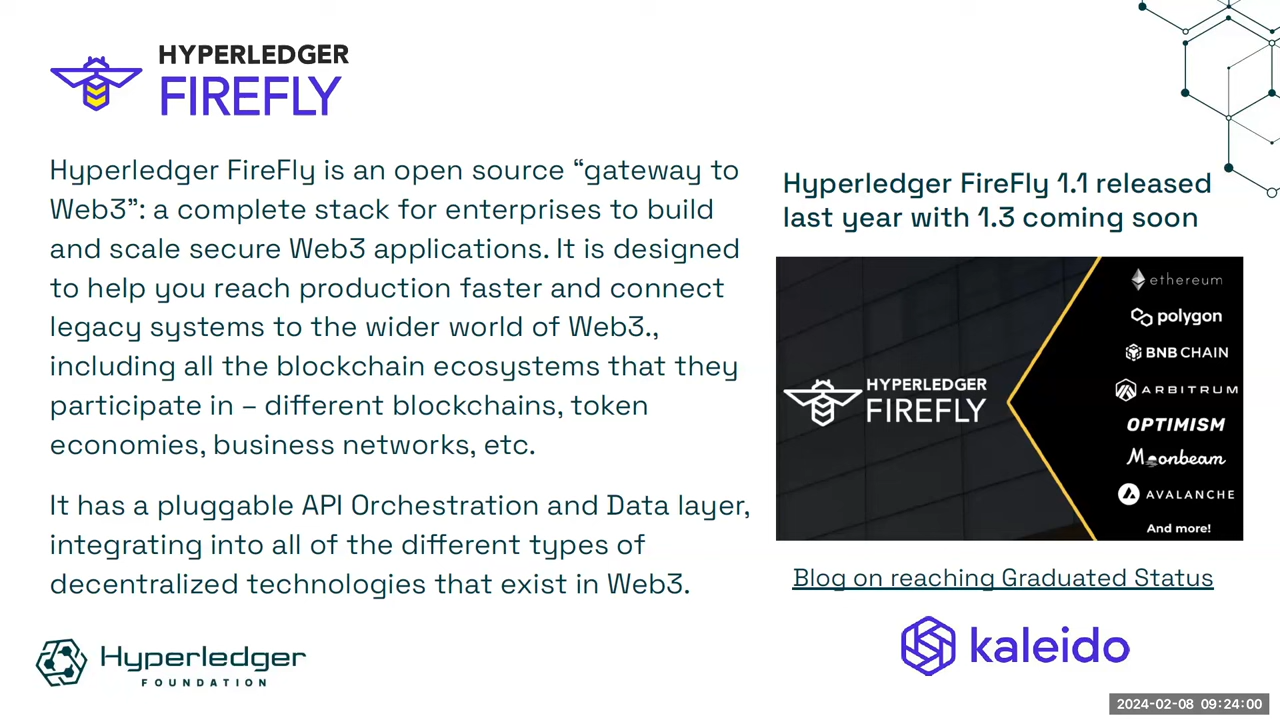 HYPERLEDGER
FIREFLY
Hyperledger FireFly is an open source “gateway to
Web3”: a complete stack for enterprises to build
and scale secure Web3 applications. It is designed
to help you reach production faster and connect
legacy systems to the wider world of Web3.,
including all the blockchain ecosystems that they
participate in – different blockchains, token
economies, business networks, etc.
It has a pluggable API Orchestration and Data layer,
integrating into all of the different types of
decentralized technologies that exist in Web3.
Hyperledger FireFly 1.1 released
last year with 1.3 coming soon
HYPERLEDGER
FIREFLY
ethereum
polygon
BNB CHAIN
ARBITRUM
OPTIMISM
Moonbeam
AVALANCHE
And more!
Blog on reaching Graduated Status
kaleido
Hyperledger
FOUNDATION
2024-02-08 09:24:00